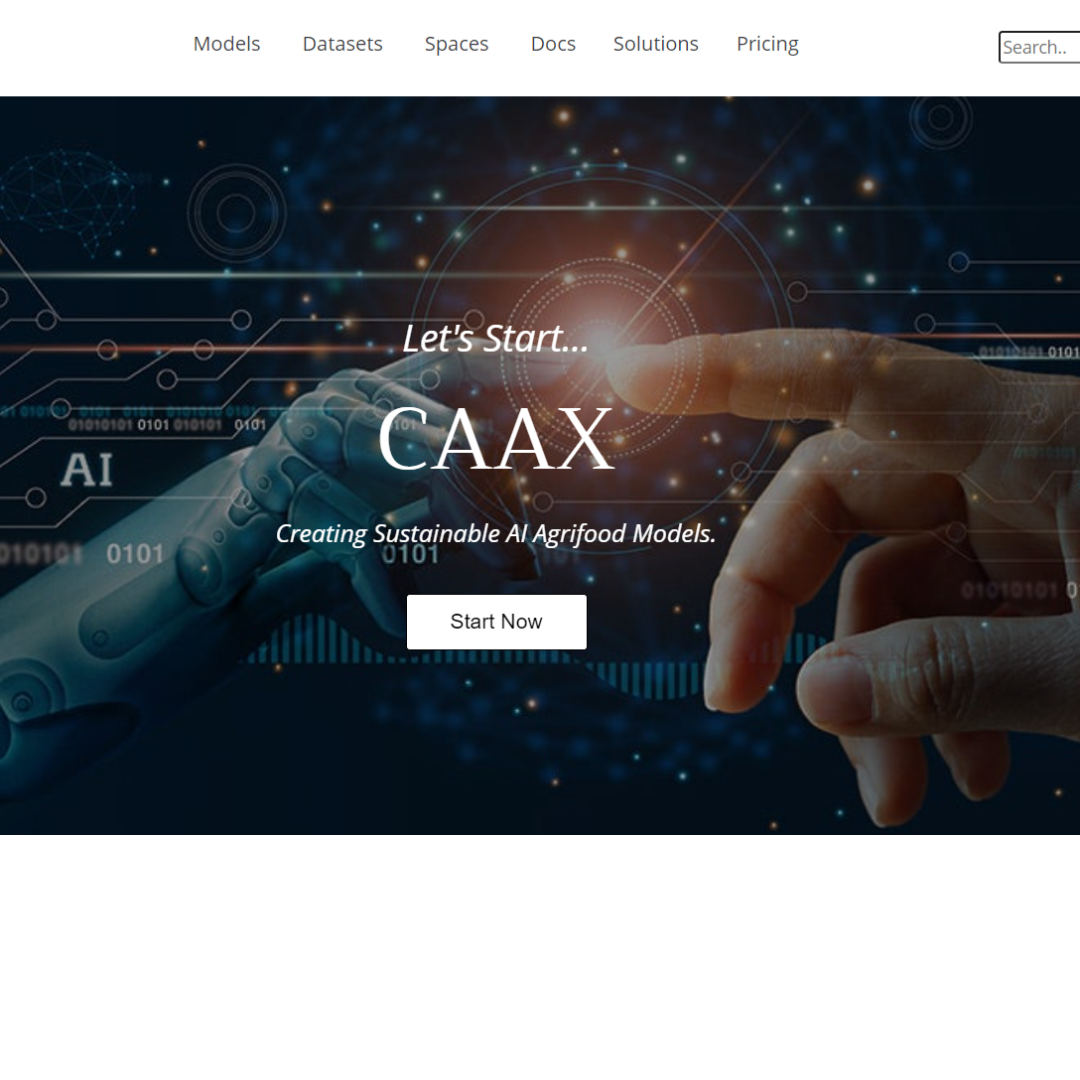 Models Datasets Spaces Docs Solutions Pricing Search..
Let's Start...
01010101 0101
CAAX
01010101 0101 010101 0101
AI
Creating Sustainable AI Agrifood Models.
010101 0101 0101
01010101 0
Start Now